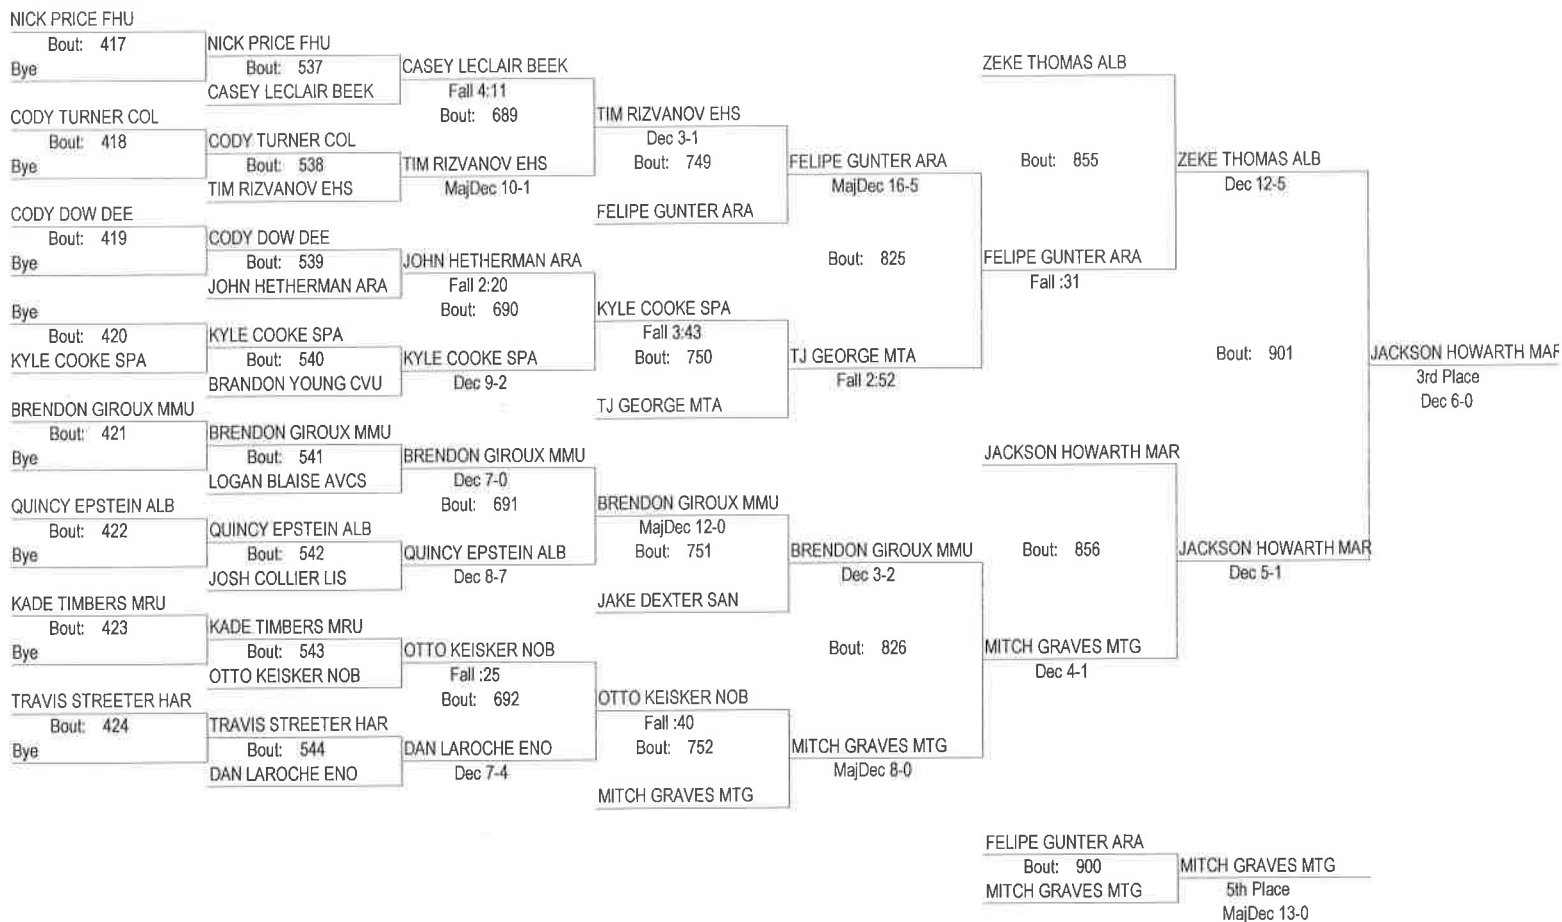 NICK PRICE FHU
Bout: 417
Bye
CODY TURNER COL
Bout: 418
Bye
CODY DOW DEE
Bout: 419
Bye
Bye
Bout: 420
KYLE COOKE SPA
BRENDON GIROUX MMU
Bout: 421
Bye
QUINCY EPSTEIN ALB
Bout: 422
Bye
KADE TIMBERS MRU
Bout: 423
Bye
TRAVIS STREETER HAR
Bout: 424
Bye
NICK PRICE FHU
Bout: 537
CASEY LECLAIR BEEK
CODY TURNER COL
Bout: 538
TIM RIZVANOV EHS
CODY DOW DEE
Bout: 539
JOHN HETHERMAN ARA
KYLE COOKE SPA
Bout: 540
BRANDON YOUNG CVU
BRENDON GIROUX MMU
Bout: 541
LOGAN BLAISE AVCS
QUINCY EPSTEIN ALB
Bout: 542
JOSH COLLIER LIS
KADE TIMBERS MRU
Bout: 543
OTTO KEISKER NOB
TRAVIS STREETER HAR
Bout: 544
DAN LAROCHE ENO
CASEY LECLAIR BEEK
Fall 4:11
Bout: 689
TIM RIZVANOV EHS
MajDec 10-1
JOHN HETHERMAN ARA
Fall 2:20
Bout: 690
KYLE COOKE SPA
Dec 9-2
BRENDON GIROUX MMU
Dec 7-0
Bout: 691
QUINCY EPSTEIN ALB
Dec 8-7
OTTO KEISKER NOB
Fall :25
Bout: 692
DAN LAROCHE ENO
Dec 7-4
TIM RIZVANOV EHS
Dec 3-1
Bout: 749
FELIPE GUNTER ARA
KYLE COOKE SPA
Fall 3:43
Bout: 750
TJ GEORGE MTA
BRENDON GIROUX MMU
MajDec 12-0
Bout: 751
JAKE DEXTER SAN
OTTO KEISKER NOB
Fall :40
Bout: 752
MITCH GRAVES MTG
FELIPE GUNTER ARA
MajDec 16-5
Bout: 825
TJ GEORGE MTA
Fall 2:52
BRENDON GIROUX MMU
Dec 3-2
Bout: 826
MITCH GRAVES MTG
MajDec 8-0
ZEKE THOMAS ALB
Bout: 855
FELIPE GUNTER ARA
Fall :31
JACKSON HOWARTH MAR
Bout: 856
MITCH GRAVES MTG
Dec 4-1
ZEKE THOMAS ALB
Dec 12-5
Bout: 901
JACKSON HOWARTH MAR
Dec 5-1
JACKSON HOWARTH MAR
3rd Place
Dec 6-0
FELIPE GUNTER ARA
Bout: 900
MITCH GRAVES MTG
MITCH GRAVES MTG
5th Place
MajDec 13-0